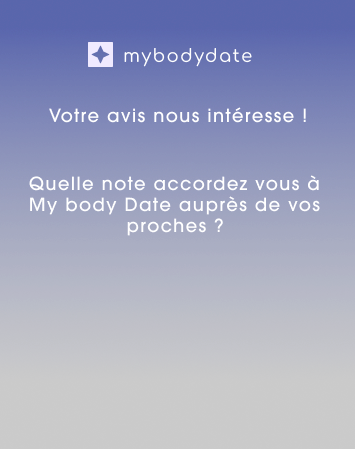 mybodydate
Votre avis nous intéresse !
Quelle note accordez vous à
My body Date auprès de vos
proches ?